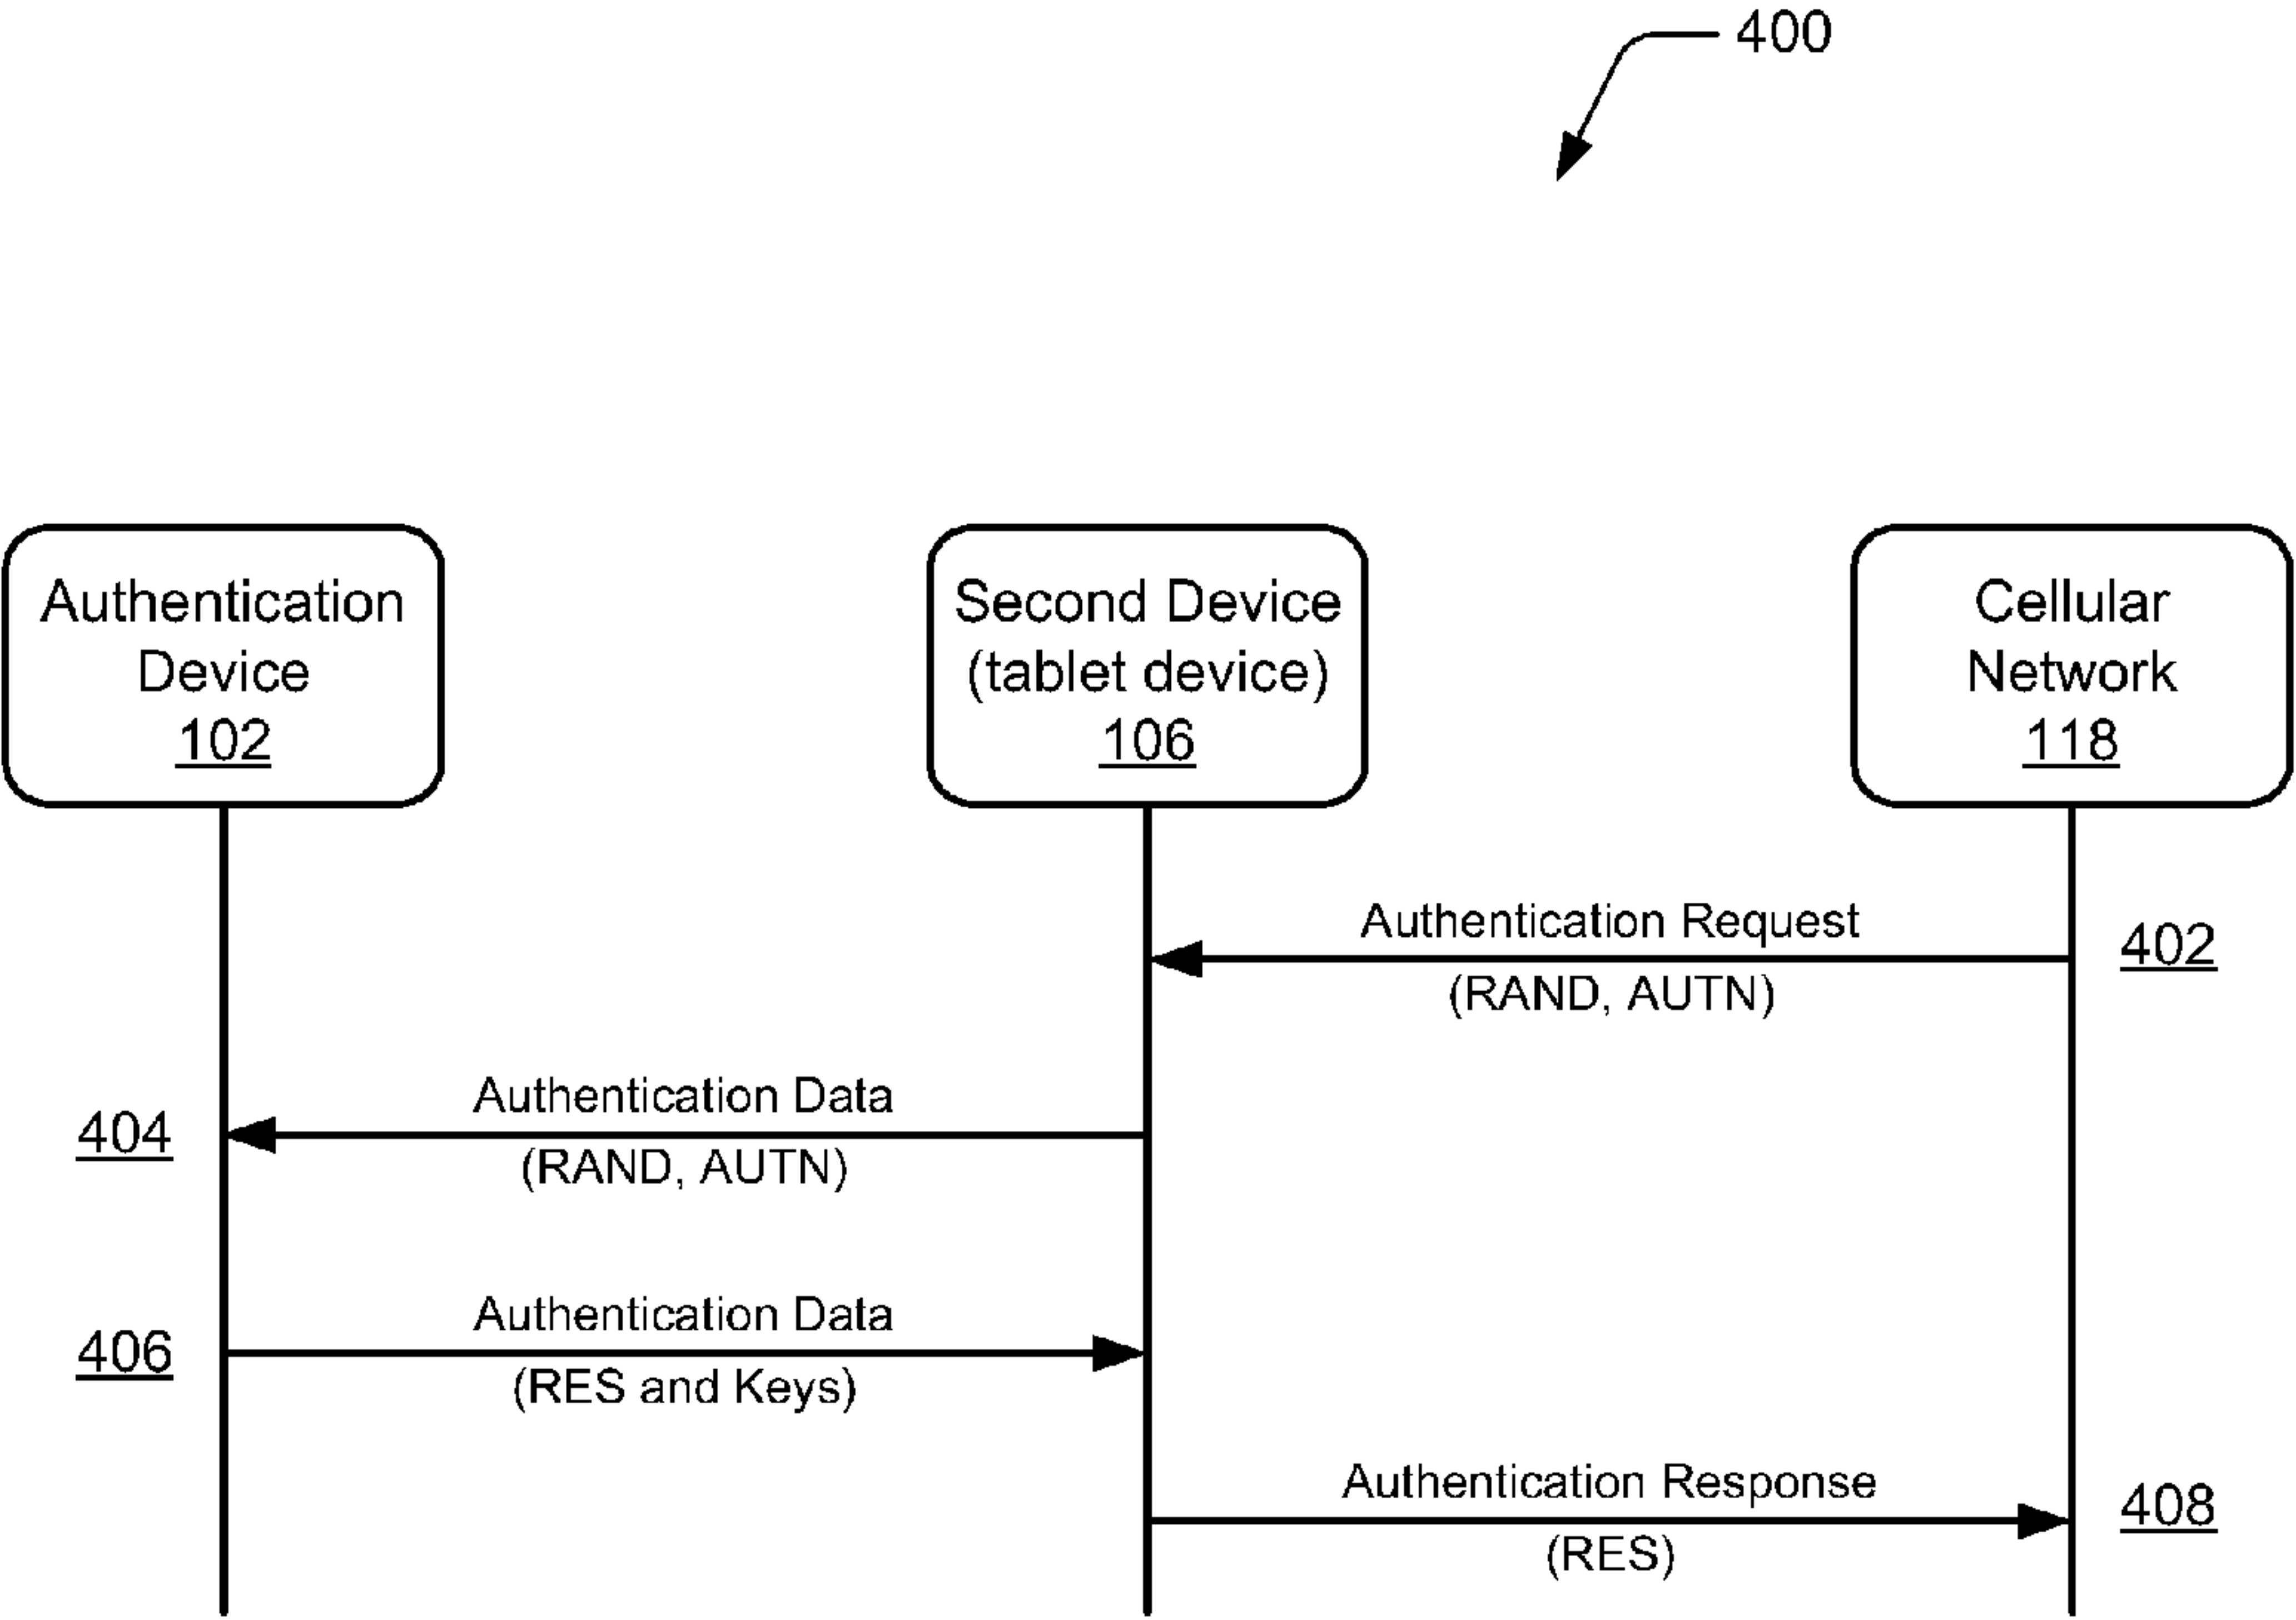 400
Authentication
Device
102
Second Device
(tablet device)
106
Cellular
Network
118
Authentication Request
(RAND, AUTN)
402
Authentication Data
(RAND, AUTN)
404
Authentication Data
(RES and Keys)
406
Authentication Response
(RES)
408